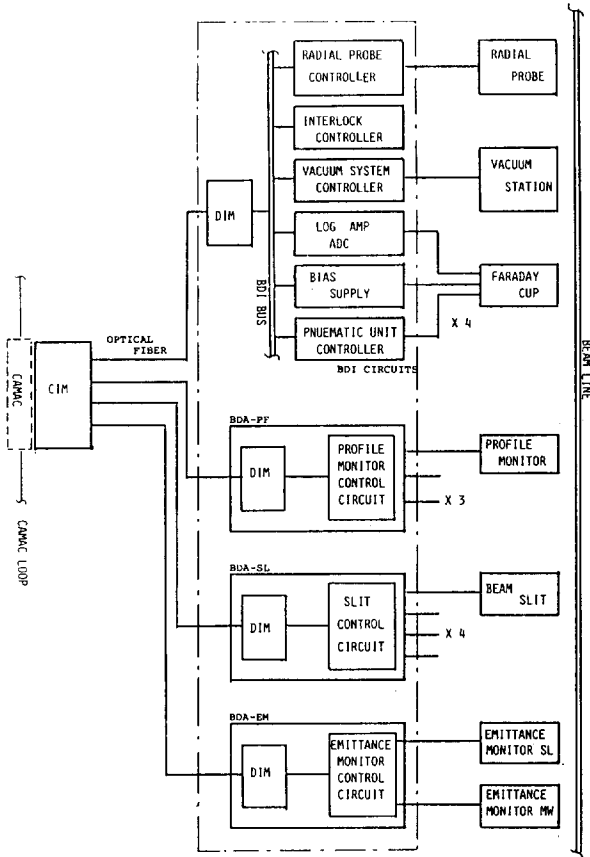 RADIAL PROBE
CONTROLLER
RADIAL
PROBE
INTERLOCK
CONTROLLER
VACUUM SYSTEM
CONTROLLER
VACUUM
STATION
DIM
LOG AMP
ADC
BIAS
SUPPLY
FARADAY
CUP
BDI BUS
PNUEMATIC UNIT
CONTROLLER
X 4
BDI CIRCUITS
BEAM LINE
OPTICAL
FIBER
CAMAC
CIM
CAMAC LOOP
BDA-PF
DIM
PROFILE
MONITOR
CONTROL
CIRCUIT
X 3
PROFILE
MONITOR
BDA-SL
DIM
SLIT
CONTROL
CIRCUIT
X 4
BEAM
SLIT
BDA-EM
DIM
EMITTANCE
MONITOR
CONTROL
CIRCUIT
EMITTANCE
MONITOR SL
EMITTANCE
MONITOR MW